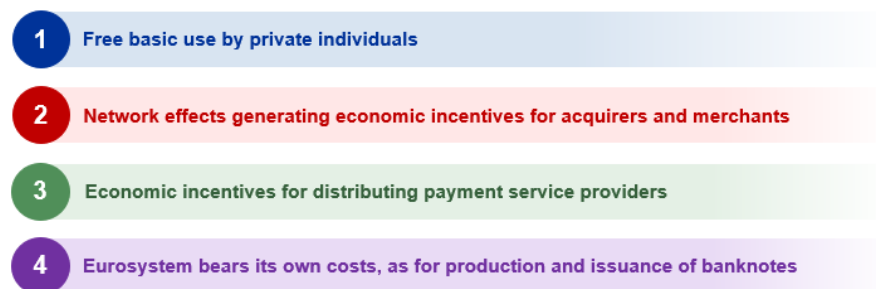 1 Free basic use by private individuals
2 Network effects generating economic incentives for acquirers and merchants
3 Economic incentives for distributing payment service providers
4 Eurosystem bears its own costs, as for production and issuance of banknotes